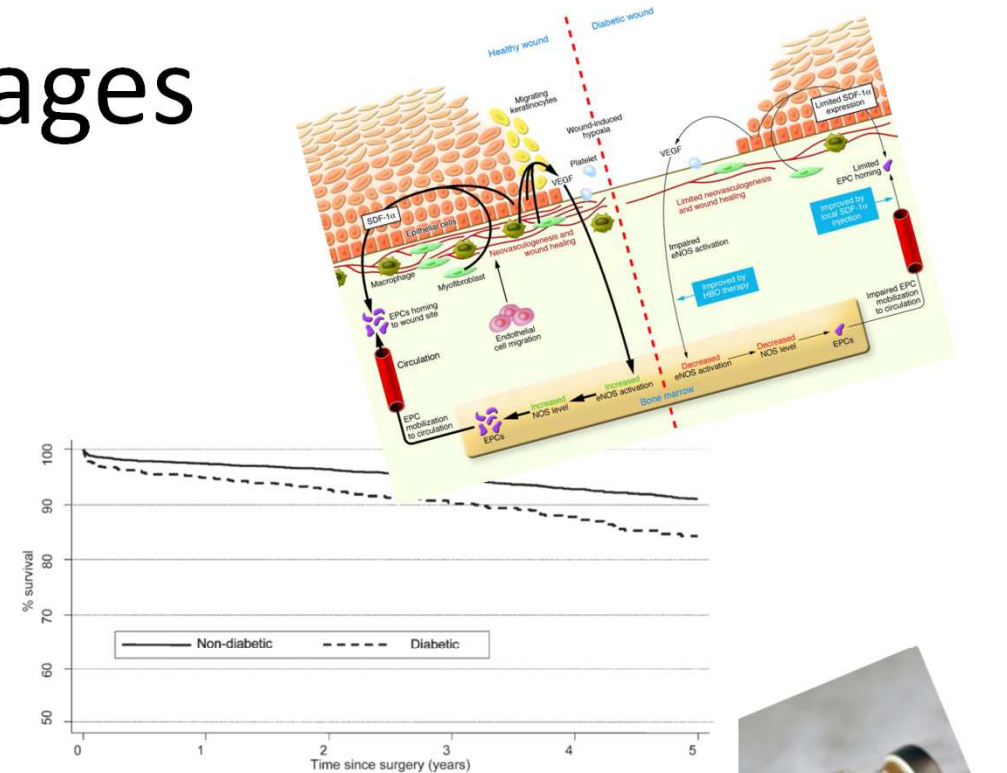 ages
Healthy wound
Diabetic wound
Migrating
keratinocytes
Wound-induced
hypoxia
Platelet
VEGF
SDF-1α
Epithelial cells
Neovasculogenesis and
wound healing
Macrophage
Myofibroblast
EPCs homing
to wound site
Endothelial
cell migration
Circulation
EPC
mobilization
to circulation
EPCs
Increased
NOS level
Increased
eNOS activation
Bone marrow
VEGF
Limited SDF-1α
expression
Limited
EPC homing
Limited neovasculogenesis
and wound healing
Improved by
local SDF-1α
injection
Impaired
eNOS activation
Improved by
HBO therapy
Impaired EPC
mobilization
to circulation
Decreased
eNOS activation
Decreased
NOS level
EPCs
% survival
100
90
80
70
60
50
Non-diabetic
Diabetic
0 1 2 3 4 5
Time since surgery (years)